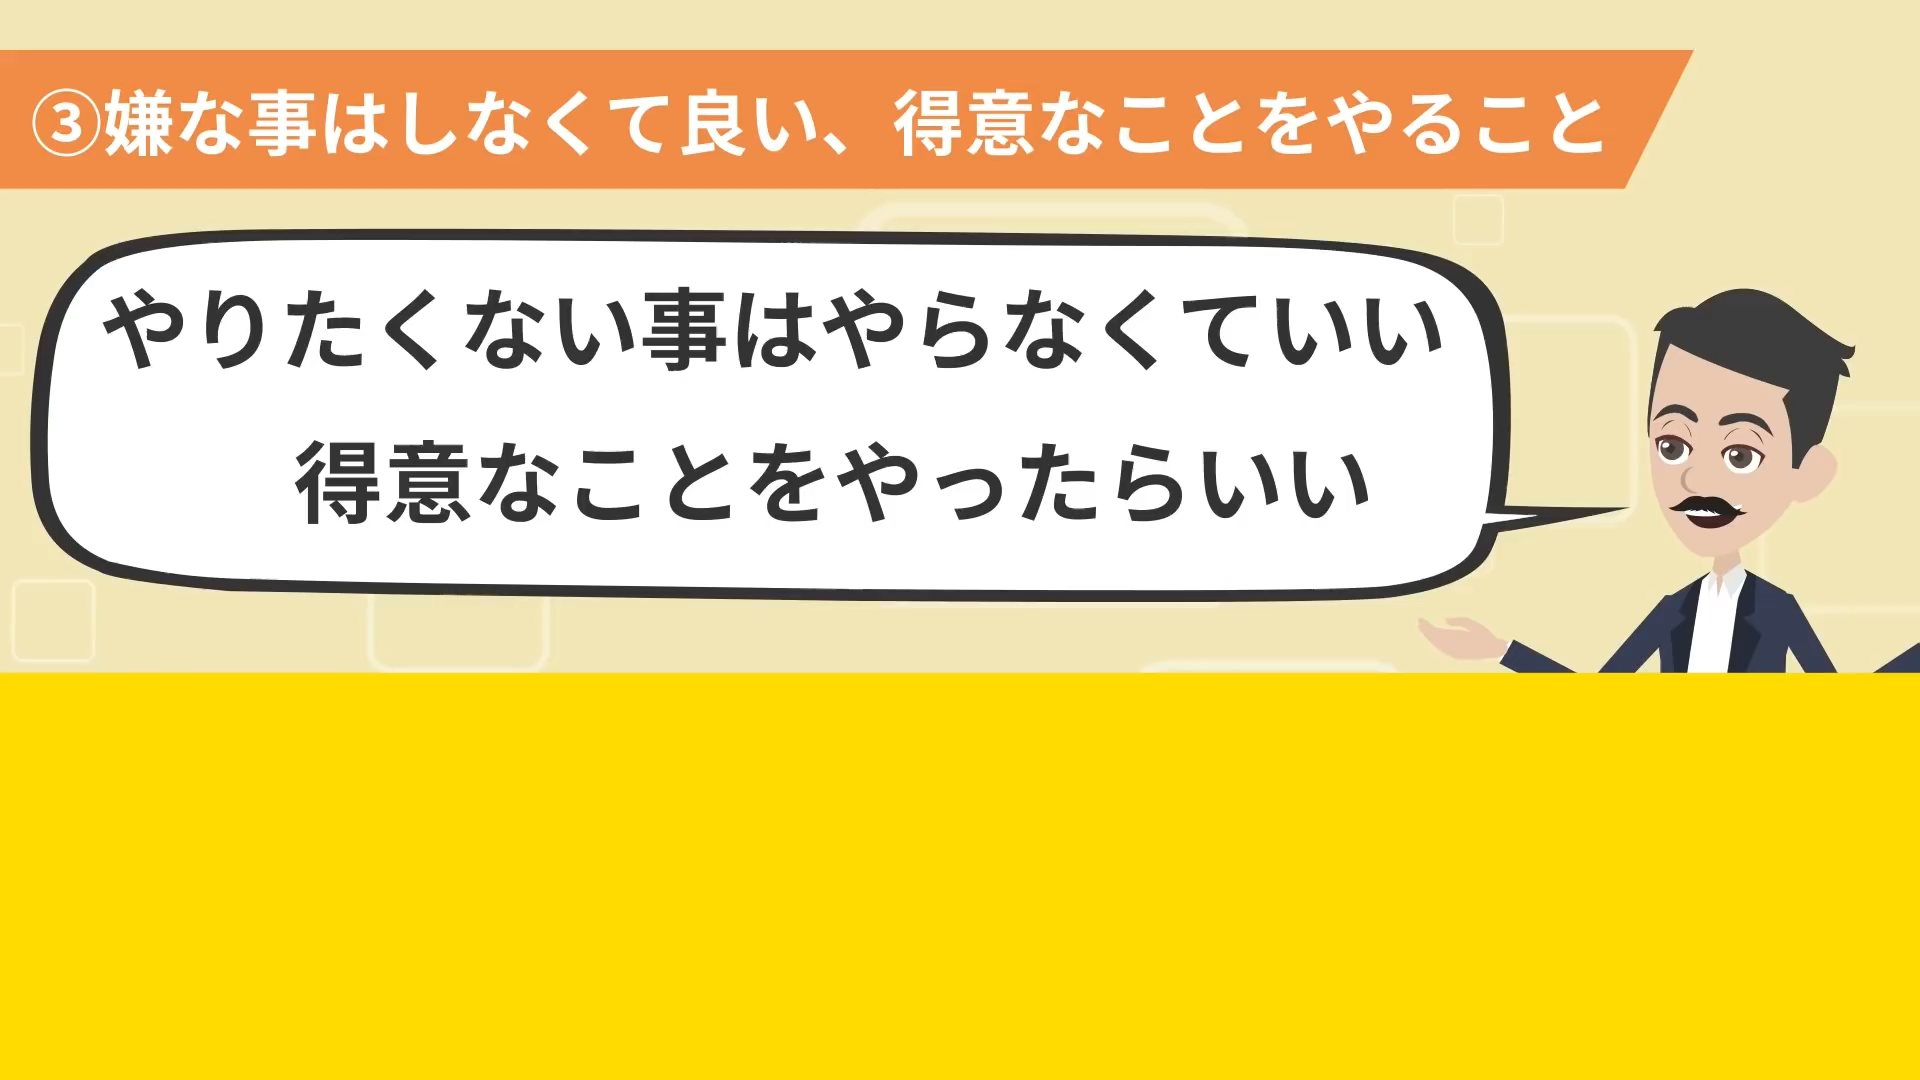 ③嫌な事はしなくて良い、得意なことをやること
やりたくない事はやらなくていい
得意なことをやったらいい